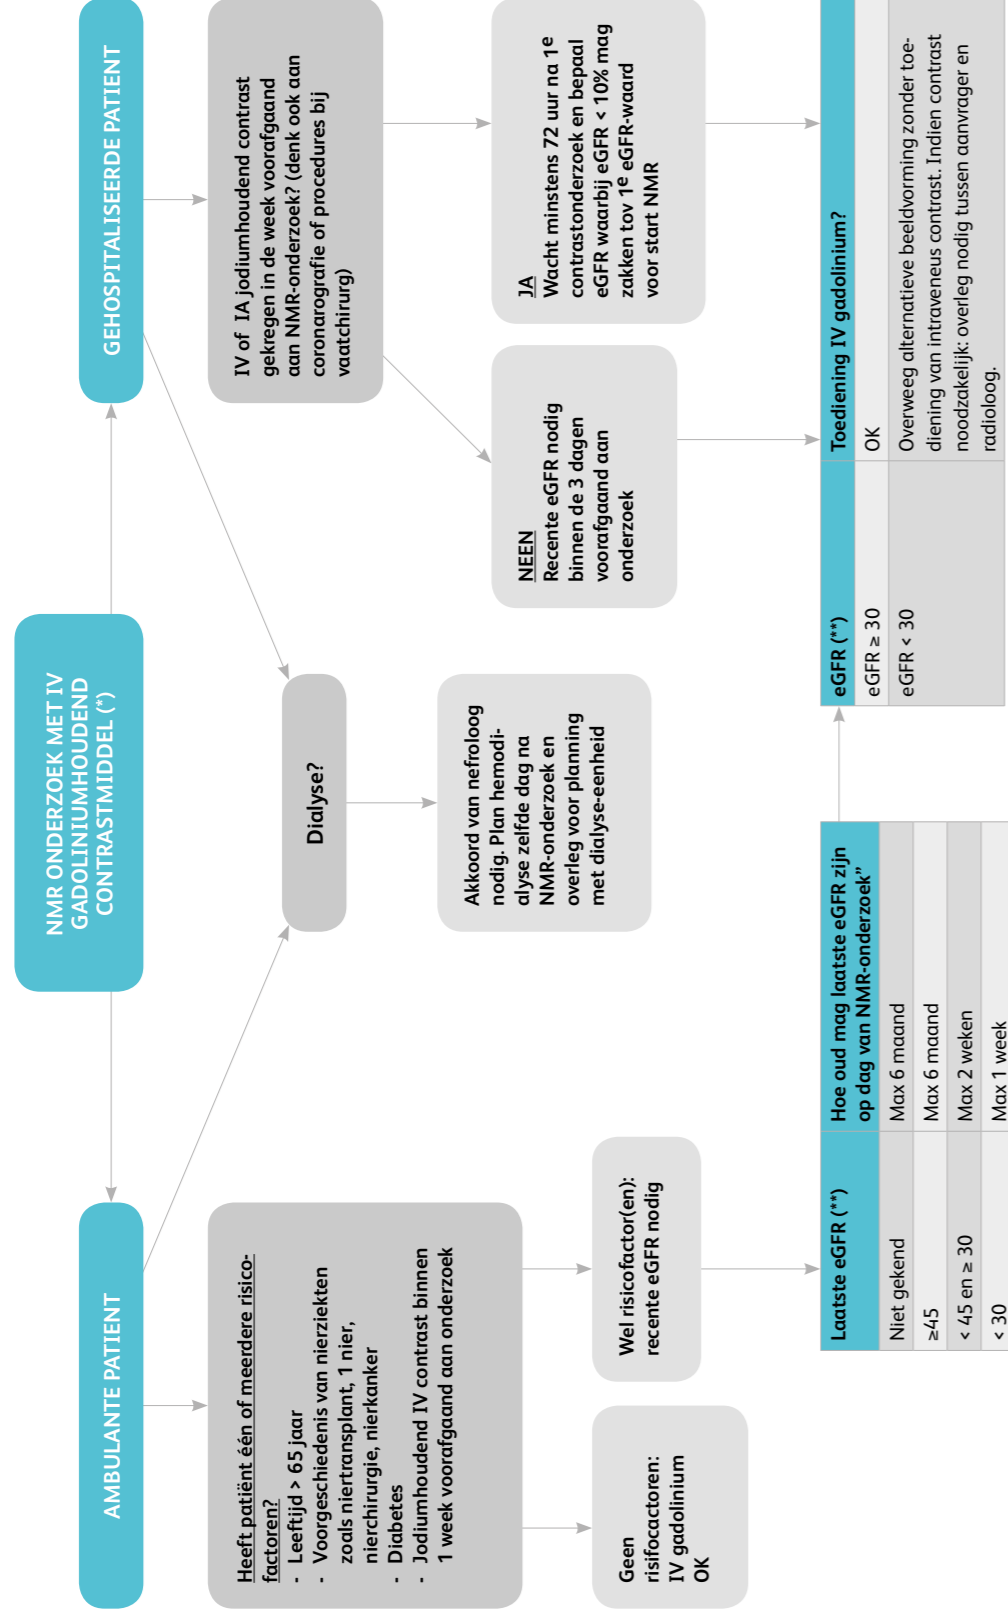 NMR ONDERZOEK MET IV
GADOLINIUMHOUDEND
CONTRASTMIDDEL (*)
AMBULANTE PATIENT
GEHOSPITALISEERDE PATIENT
Heeft patiënt één of meerdere risico-
factoren?
- Leeftijd > 65 jaar
- Voorgeschiedenis van nierziekten
zoals niertransplant, 1 nier,
nierchirurgie, nierkanker
- Diabetes
- Jodiumhoudend IV contrast binnen
1 week voorafgaand aan onderzoek
Dialyse?
IV of IA jodiumhoudend contrast
gekregen in de week voorafgaand
aan NMR-onderzoek? (denk ook aan
coronarografie of procedures bij
vaatchirurg)
Geen
risifocactoren:
IV gadolinium
OK
Wel risicofactor(en):
recente eGFR nodig
Akkoord van nefroloog
nodig. Plan hemodi-
alyse zelfde dag na
NMR-onderzoek en
overleg voor planning
met dialyse-eenheid
NEEN
Recente eGFR nodig
binnen de 3 dagen
voorafgaand aan
onderzoek
JA
Wacht minstens 72 uur na 1e
contrastonderzoek en bepaal
eGFR waarbij eGFR < 10% mag
zakken tov 1e eGFR-waard
voor start NMR
Laatste eGFR (**)
Hoe oud mag laatste eGFR zijn
op dag van NMR-onderzoek”
Niet gekend
Max 6 maand
≥45
Max 6 maand
< 45 en ≥ 30
Max 2 weken
< 30
Max 1 week
eGFR (**)
Toediening IV gadolinium?
eGFR ≥ 30
OK
eGFR < 30
Overweeg alternatieve beeldvorming zonder toe-
diening van intraveneus contrast. Indien contrast
noodzakelijk: overleg nodig tussen aanvrager en
radioloog.